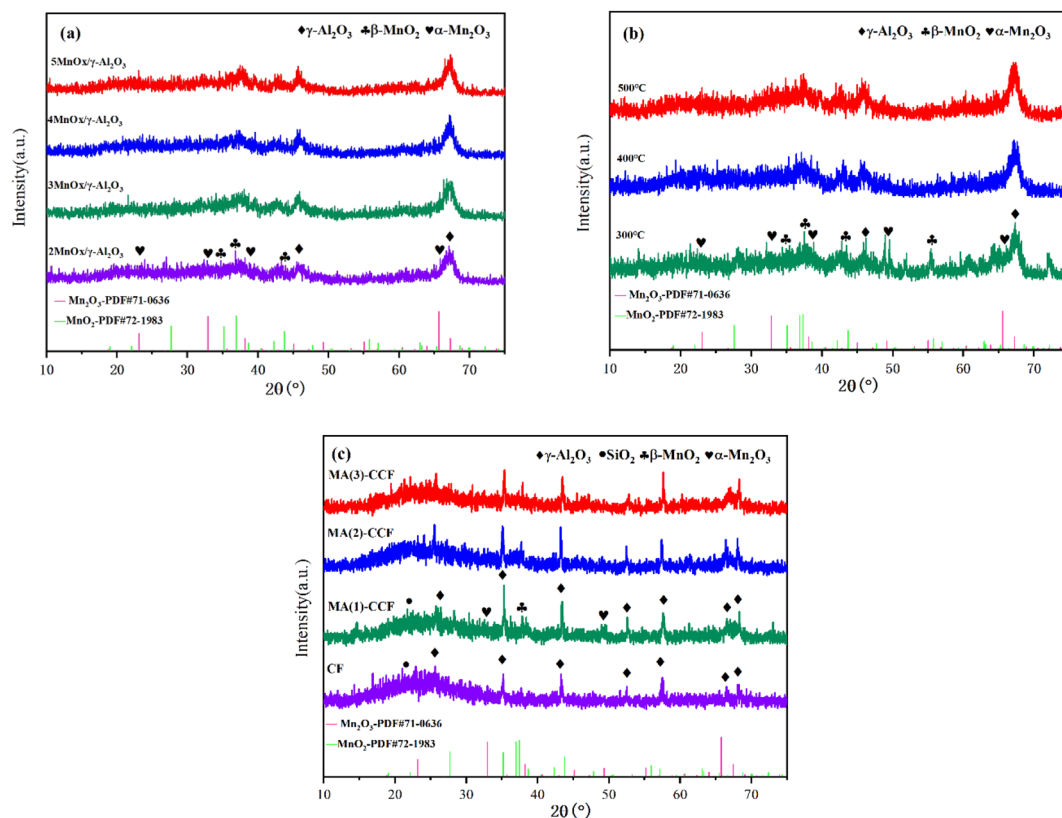 (a)
♦γ-Al₂O₃ ♣β-MnO₂ ♥α-Mn₂O₃
5MnOx/γ-Al₂O₃
4MnOx/γ-Al₂O₃
3MnOx/γ-Al₂O₃
2MnOx/γ-Al₂O₃
Mn₂O₃-PDF#71-0636
MnO₂-PDF#72-1983
Intensity(a.u.)
10 20 30 40 50 60 70
2θ(°)
(b)
♦γ-Al₂O₃ ♣β-MnO₂ ♥α-Mn₂O₃
500°C
400°C
300°C
Mn₂O₃-PDF#71-0636
MnO₂-PDF#72-1983
Intensity(a.u.)
10 20 30 40 50 60 70
2θ(°)
(c)
♦γ-Al₂O₃ ●SiO₂ ♣β-MnO₂ ♥α-Mn₂O₃
MA(3)-CCF
MA(2)-CCF
MA(1)-CCF
CF
Mn₂O₃-PDF#71-0636
MnO₂-PDF#72-1983
Intensity(a.u.)
10 20 30 40 50 60 70
2θ(°)